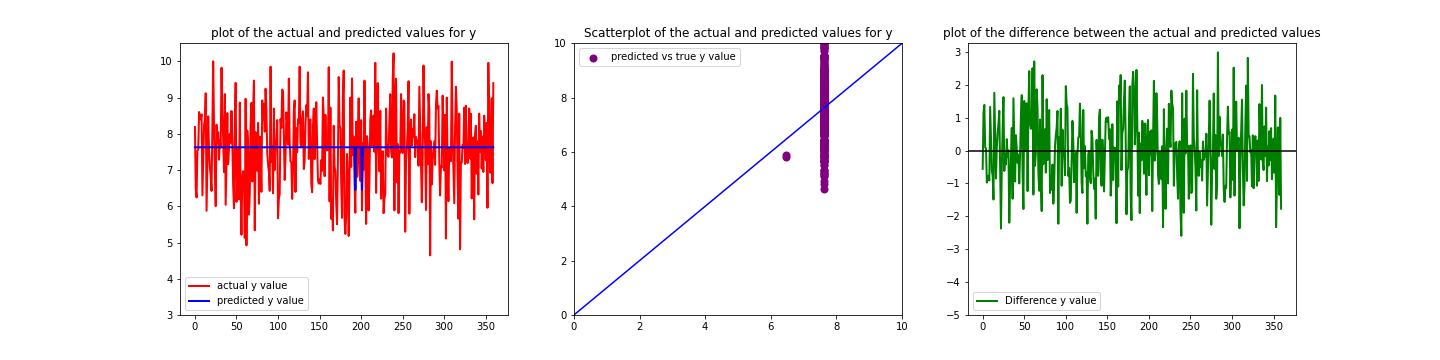 plot of the actual and predicted values for y
10
9
8
7
6
5
4
3
0 50 100 150 200 250 300 350
actual y value
predicted y value
Scatterplot of the actual and predicted values for y
predicted vs true y value
10
8
6
4
2
0
0 2 4 6 8 10
plot of the difference between the actual and predicted values
3
2
1
0
−1
−2
−3
−4
−5
0 50 100 150 200 250 300 350
Difference y value